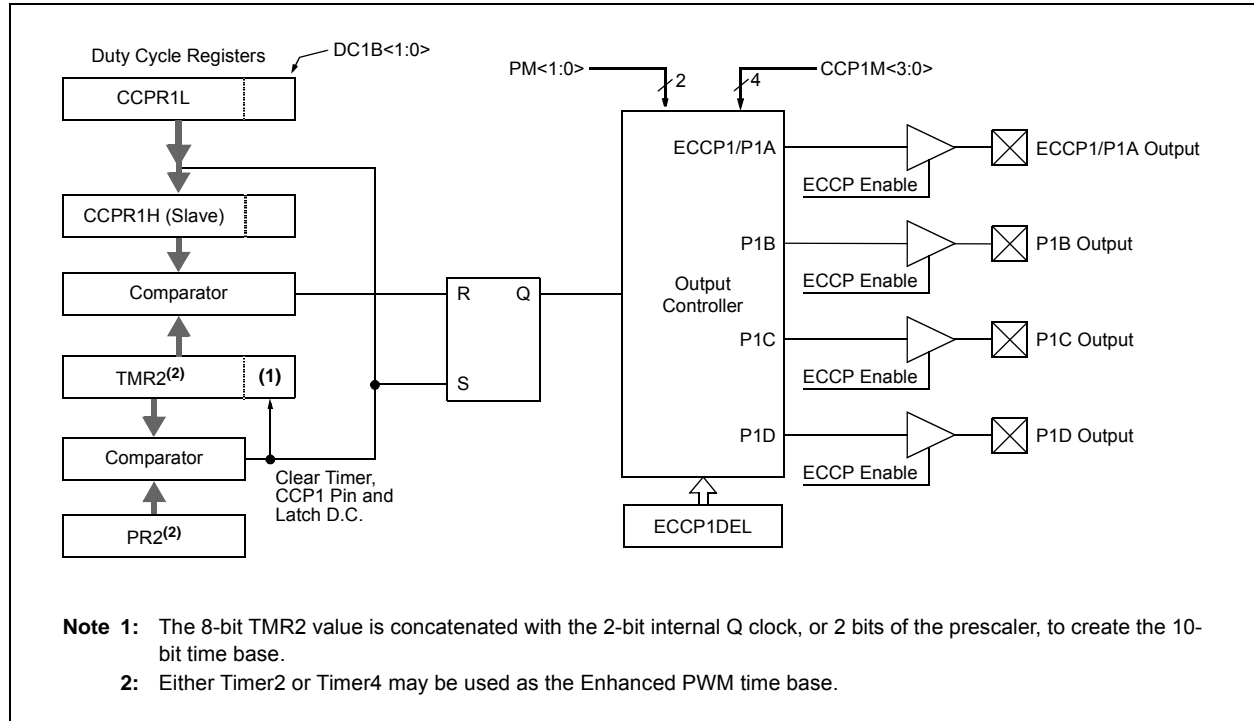 Duty Cycle Registers
DC1B<1:0>
CCPR1L
CCPR1H (Slave)
Comparator
TMR2(2)
(1)
Comparator
PR2(2)
Clear Timer,
CCP1 Pin and
Latch D.C.
R
Q
S
PM<1:0>
2
4
CCP1M<3:0>
Output
Controller
ECCP1/P1A
P1B
P1C
P1D
ECCP1DEL
ECCP Enable
ECCP1/P1A Output
ECCP Enable
P1B Output
ECCP Enable
P1C Output
ECCP Enable
P1D Output
Note 1: The 8-bit TMR2 value is concatenated with the 2-bit internal Q clock, or 2 bits of the prescaler, to create the 10-
bit time base.
2: Either Timer2 or Timer4 may be used as the Enhanced PWM time base.